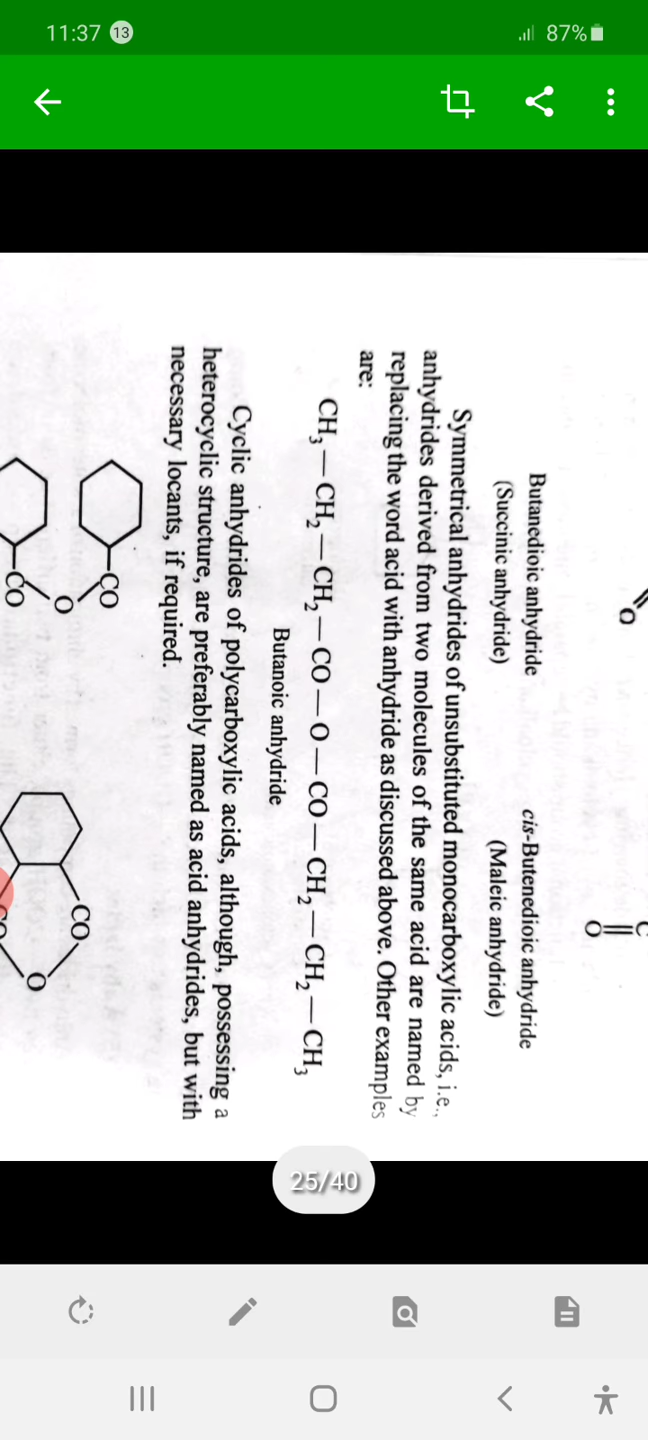 11:37 13 87%
O
C
O
Butanedioic anhydride cis-Butenedioic anhydride
(Succinic anhydride) (Maleic anhydride)
Symmetrical anhydrides of unsubstituted monocarboxylic acids, i.e.,
anhydrides derived from two molecules of the same acid are named by
replacing the word acid with anhydride as discussed above. Other examples
are:
CH₃—CH₂—CH₂—CO—O—CO—CH₂—CH₂—CH₃
Butanoic anhydride
Cyclic anhydrides of polycarboxylic acids, although, possessing a
heterocyclic structure, are preferably named as acid anhydrides, but with
necessary locants, if required.
CO
O
CO
CO
O
25/40